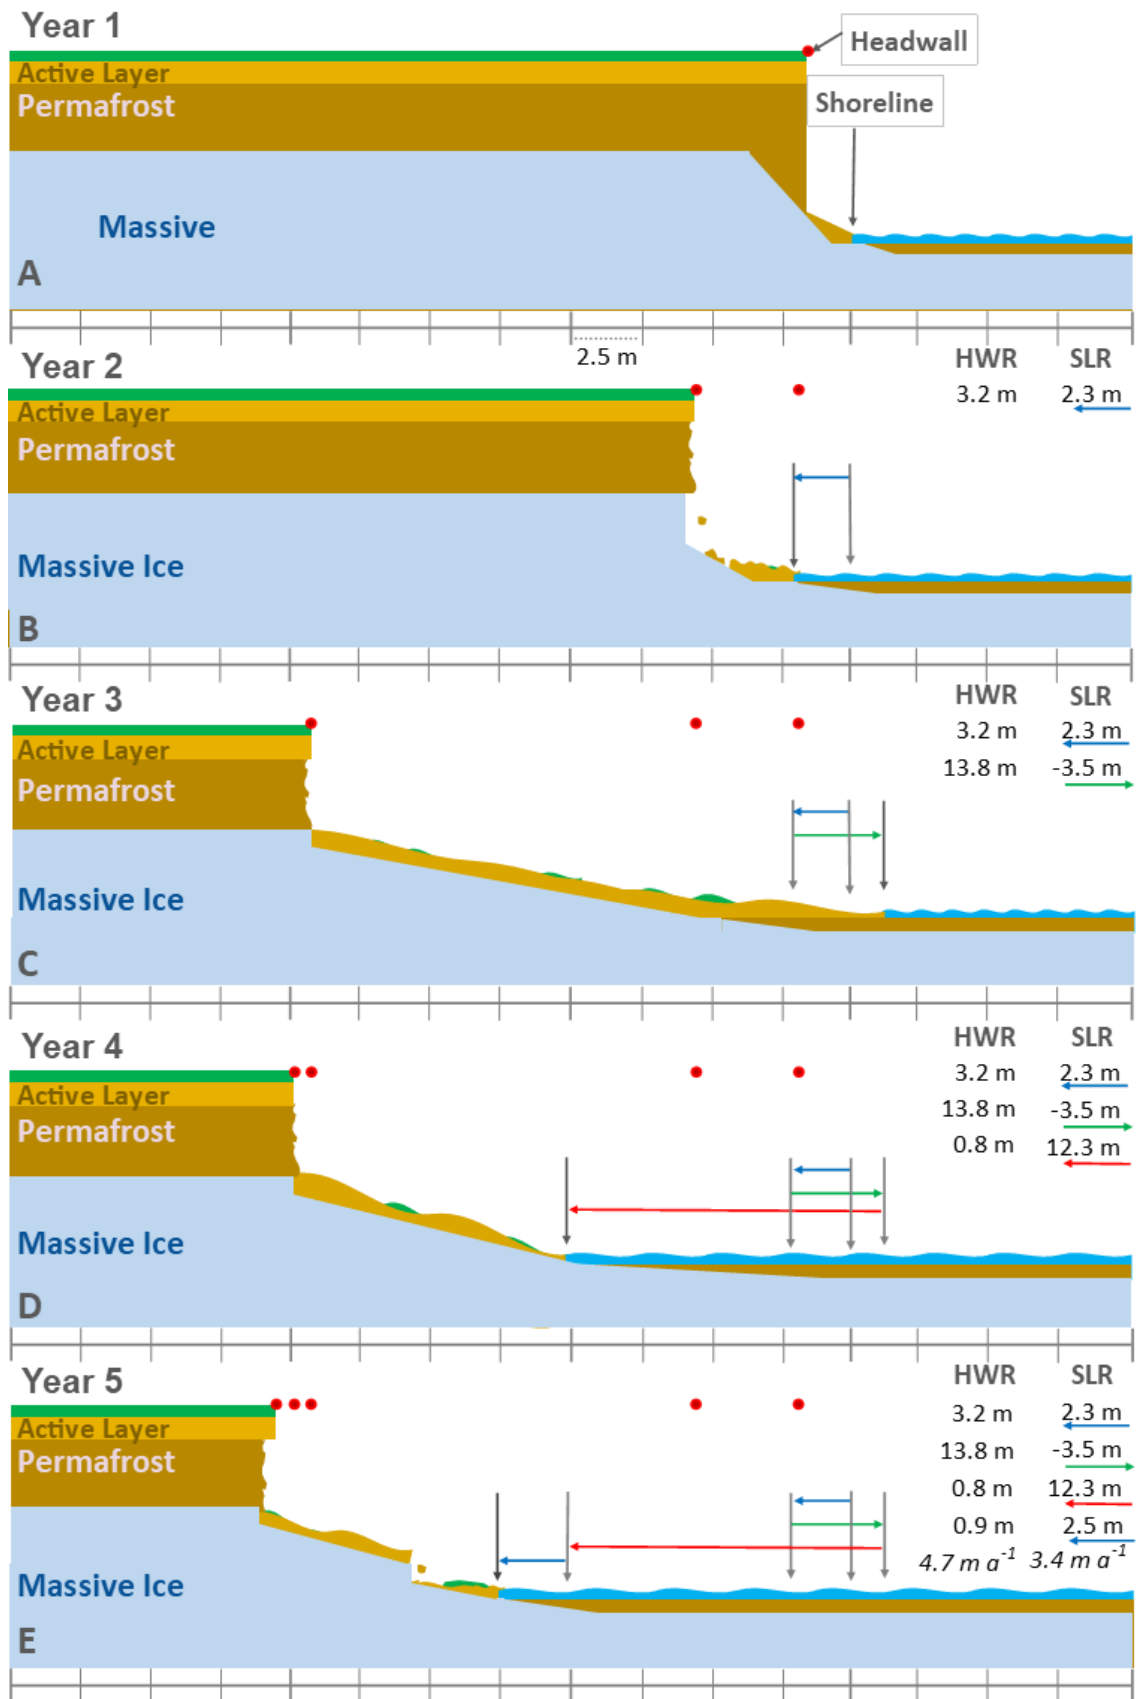 Year 1
Headwall
Active Layer
Permafrost
Shoreline
Massive
A
2.5 m
Year 2
HWR SLR
3.2 m 2.3 m
Active Layer
Permafrost
Massive Ice
B
Year 3
HWR SLR
3.2 m 2.3 m
Active Layer
13.8 m -3.5 m
Permafrost
Massive Ice
C
Year 4
HWR SLR
3.2 m 2.3 m
Active Layer
13.8 m -3.5 m
Permafrost
0.8 m 12.3 m
Massive Ice
D
Year 5
HWR SLR
3.2 m 2.3 m
Active Layer
13.8 m -3.5 m
Permafrost
0.8 m 12.3 m
0.9 m 2.5 m
4.7 m a⁻¹ 3.4 m a⁻¹
Massive Ice
E